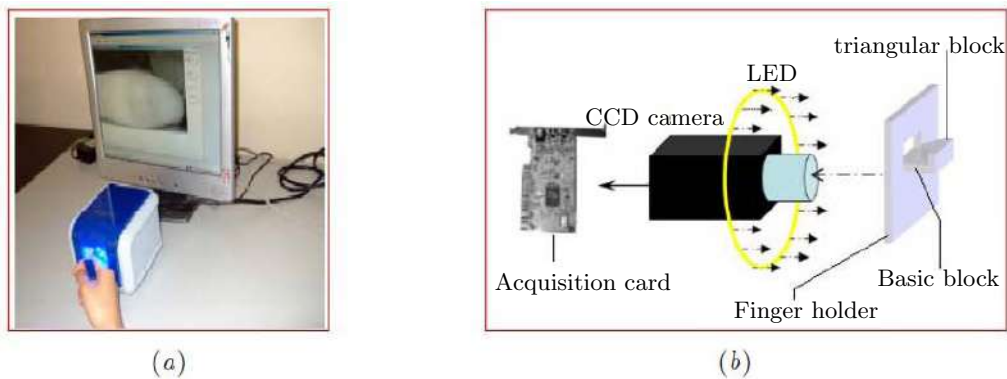 triangular block
LED
CCD camera
Acquisition card
Basic block
Finger holder
(a)
(b)